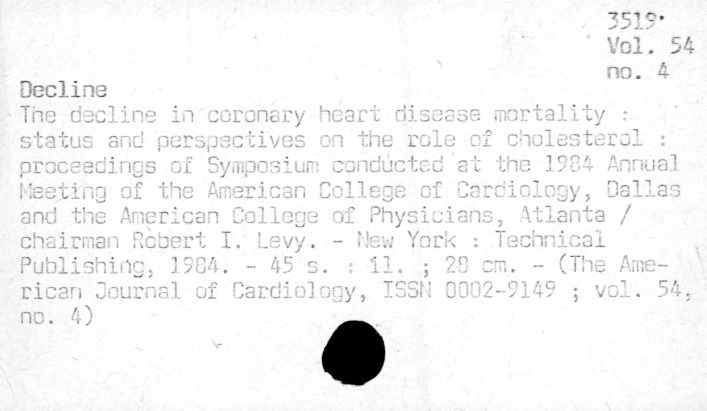 3519·
Vol. 54
no. 4
Decline
The decline in coronary heart disease mortality :
status and perspectives on the role of cholesterol :
proceedings of Symposium conducted at the 1984 Annual
Meeting of the American College of Cardiology, Dallas
and the American College of Physicians, Atlanta /
chairman Robert I. Levy. - New York : Technical
Publishing, 1984. - 45 s. : il. ; 28 cm. - (The Ame-
rican Journal of Cardiology, ISSN 0002-9149 ; vol. 54,
no. 4)